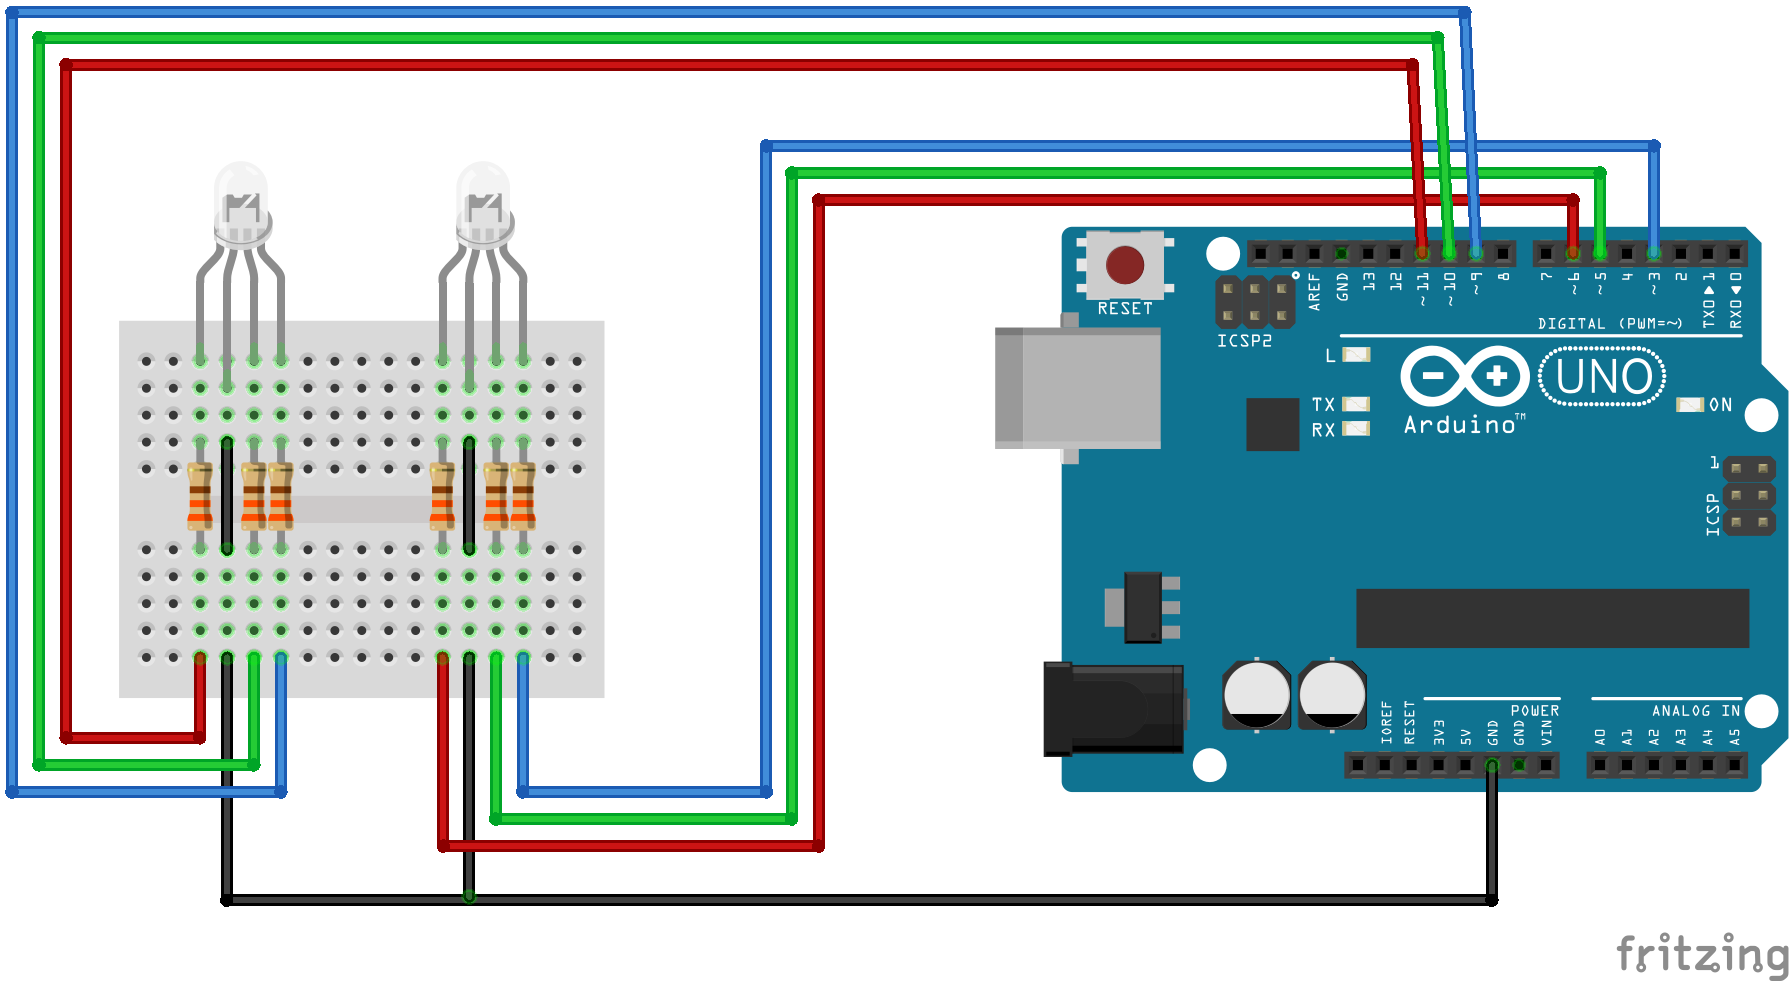 RESET
ICSP2
AREF
GND
13
12
~11
~10
~9
8
7
~6
~5
4
~3
2
TX0▶1
RX0◀0
DIGITAL (PWM=~)
L
TX
RX
Arduino™
UNO
ON
1
ICSP
IOREF
RESET
3V3
5V
GND
GND
VIN
POWER
ANALOG IN
A0
A1
A2
A3
A4
A5
fritzing